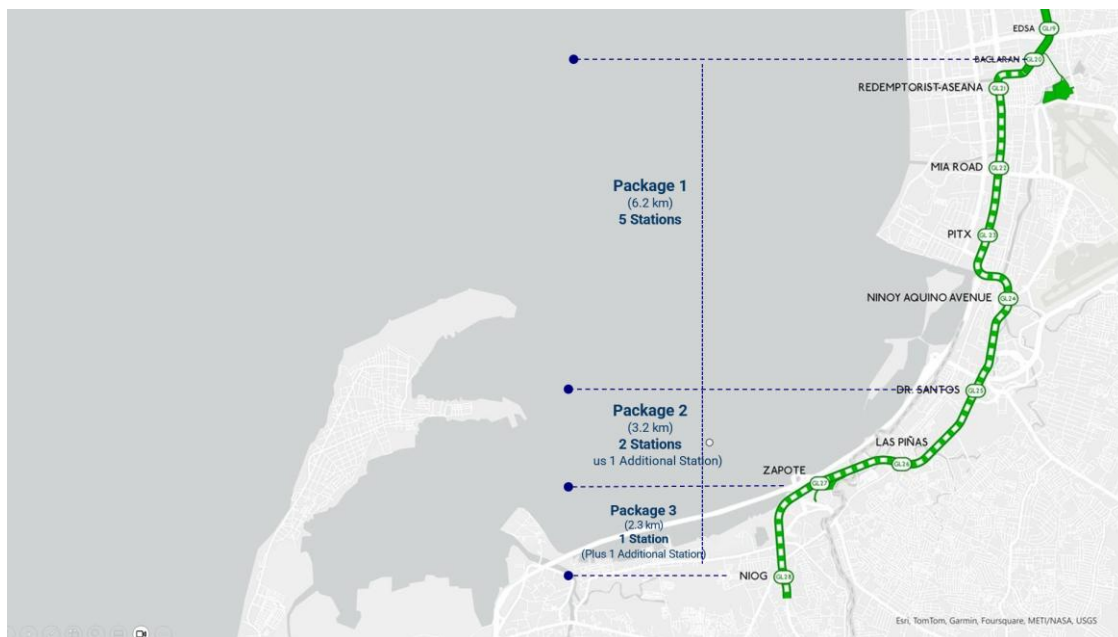 EDSA
GL19
BACLARAN
GL20
REDEMPTORIST-ASEANA
GL21
MIA ROAD
GL22
Package 1
(6.2 km)
5 Stations
PITX
GL23
NINOY AQUINO AVENUE
GL24
DR. SANTOS
GL25
Package 2
(3.2 km)
2 Stations
us 1 Additional Station)
LAS PIÑAS
GL26
ZAPOTE
GL27
Package 3
(2.3 km)
1 Station
(Plus 1 Additional Station)
NIOG
GL28
Esri, TomTom, Garmin, Foursquare, METI/NASA, USGS